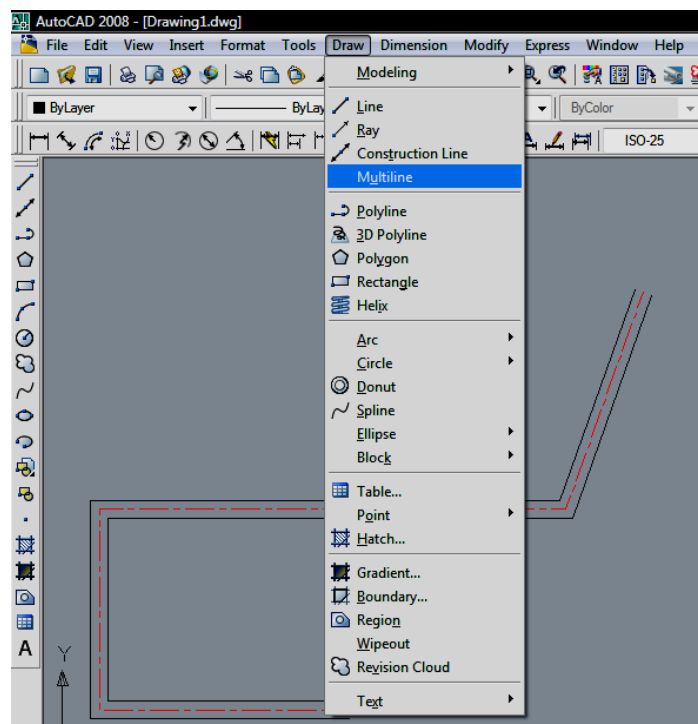 AutoCAD 2008 - [Drawing1.dwg]
File Edit View Insert Format Tools Draw Dimension Modify Express Window Help
Modeling
ByLayer ByLay ByColor
Line
Ray
Construction Line
ISO-25
Multiline
Polyline
3D Polyline
Polygon
Rectangle
Helix
Arc
Circle
Donut
Spline
Ellipse
Block
Table...
Point
Hatch...
Gradient...
Boundary...
Region
Wipeout
A
Revision Cloud
Y
Text